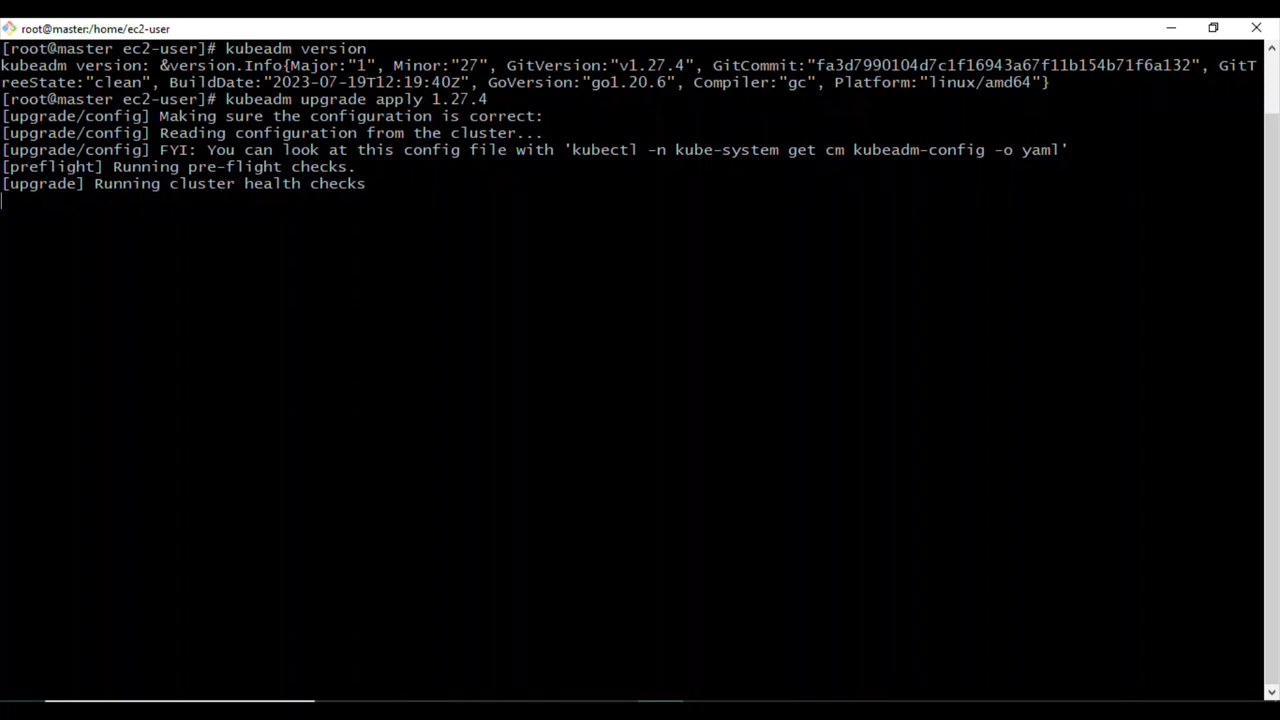 root@master:/home/ec2-user
[root@master ec2-user]# kubeadm version
kubeadm version: &version.Info{Major:"1", Minor:"27", GitVersion:"v1.27.4", GitCommit:"fa3d7990104d7c1f16943a67f11b154b71f6a132", GitT
reeState:"clean", BuildDate:"2023-07-19T12:19:40Z", GoVersion:"go1.20.6", Compiler:"gc", Platform:"linux/amd64"}
[root@master ec2-user]# kubeadm upgrade apply 1.27.4
[upgrade/config] Making sure the configuration is correct:
[upgrade/config] Reading configuration from the cluster...
[upgrade/config] FYI: You can look at this config file with 'kubectl -n kube-system get cm kubeadm-config -o yaml'
[preflight] Running pre-flight checks.
[upgrade] Running cluster health checks